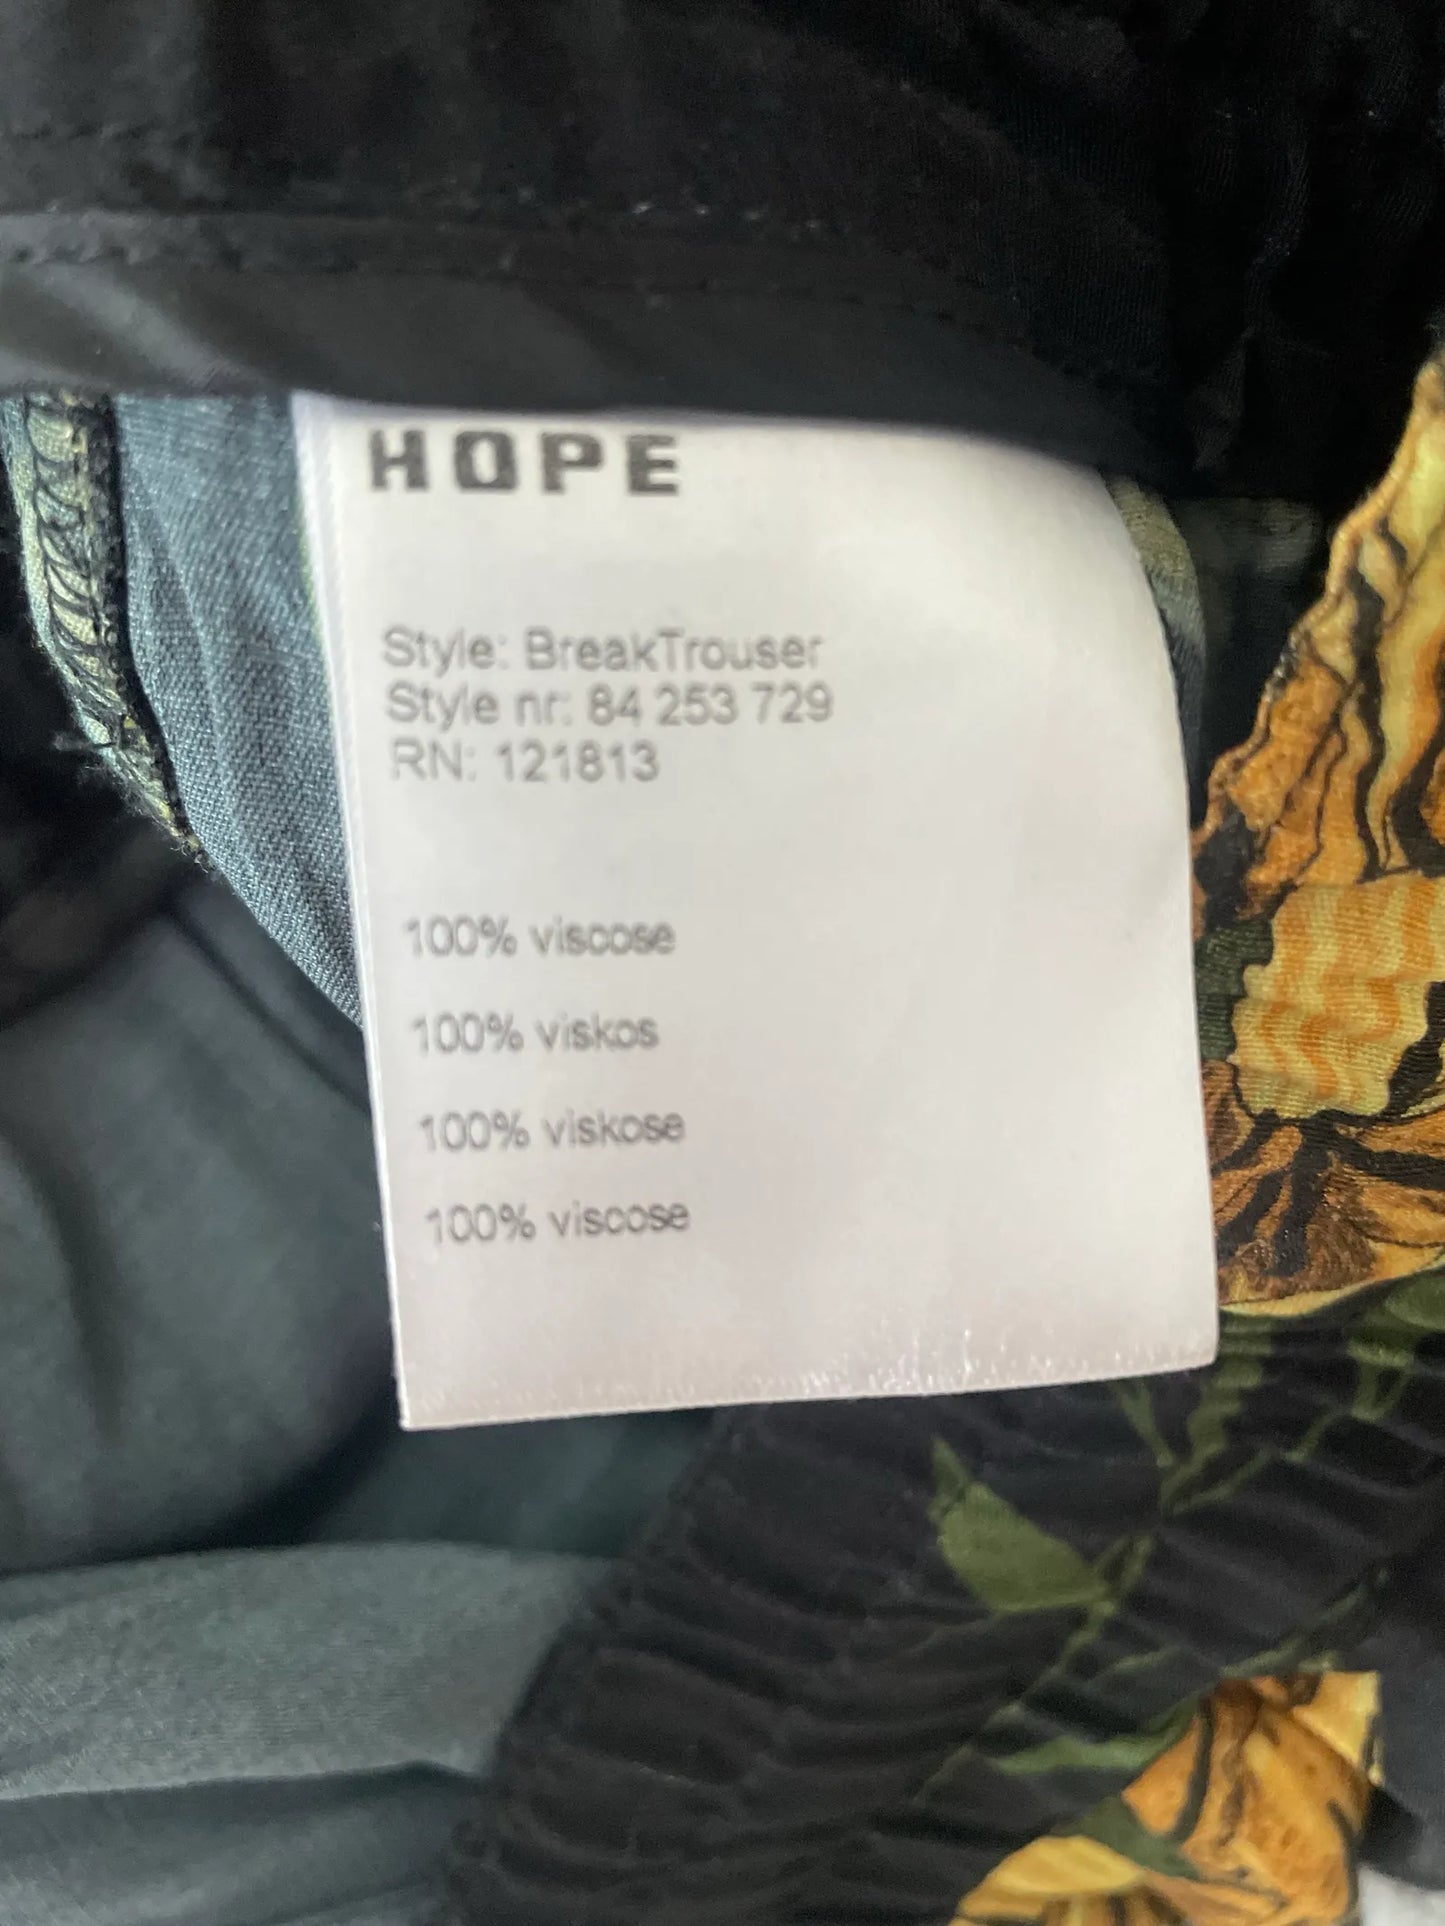 HOPE
Style: BreakTrouser
Style nr: 84 253 729
RN: 121813
100% viscose
100% viskos
100% viskose
100% viscose